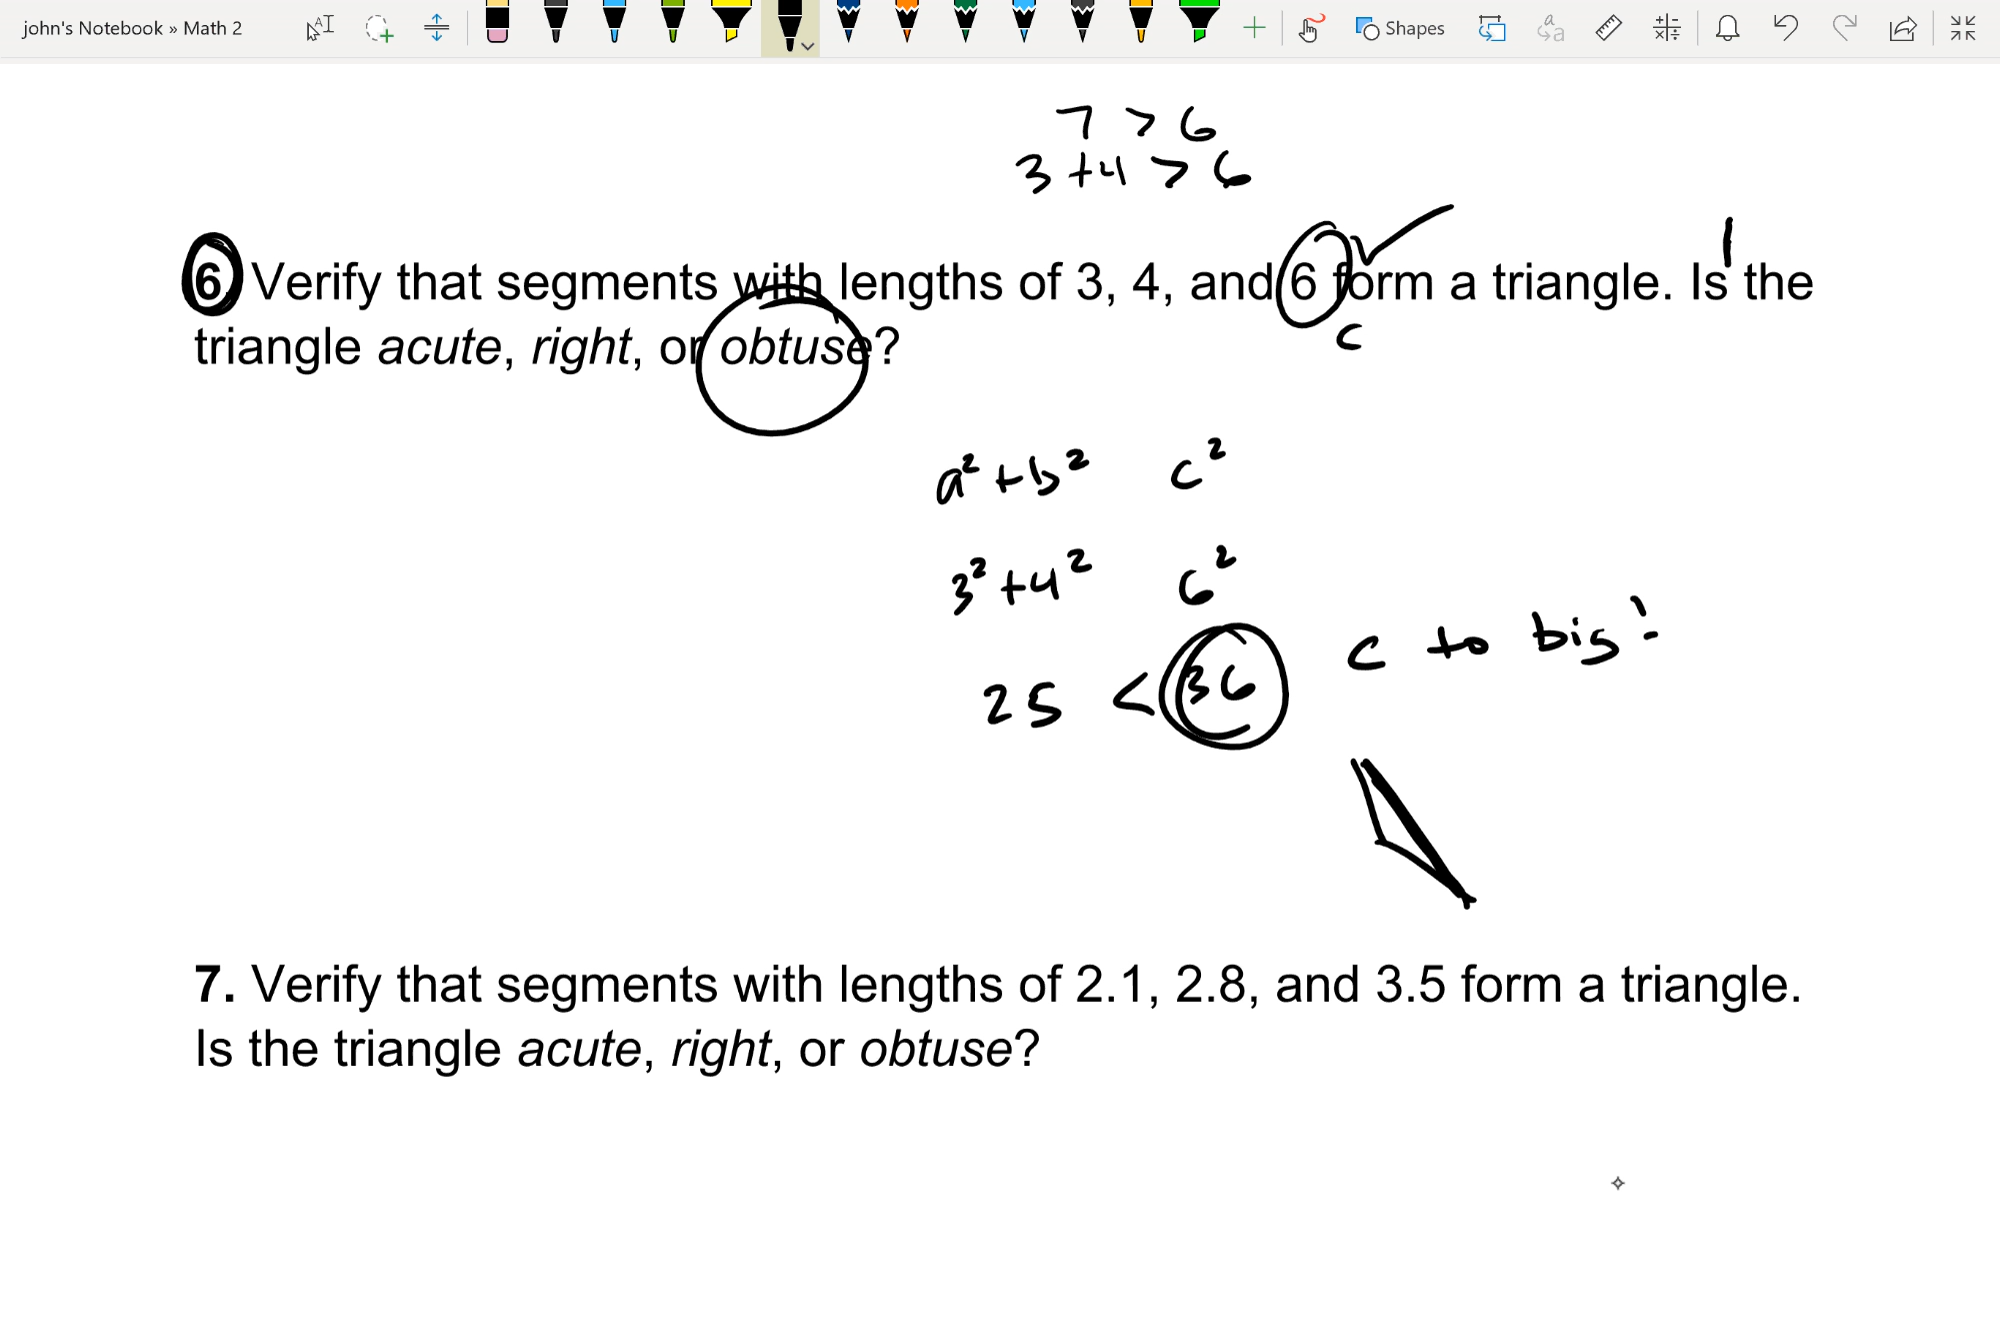 john's Notebook » Math 2
Shapes
7 > 6
3 + 4 > 6
6. Verify that segments with lengths of 3, 4, and 6 form a triangle. Is the
triangle acute, right, or obtuse?
c
a² + b² c²
3² + 4² 6²
25 < 36 c to big!
7. Verify that segments with lengths of 2.1, 2.8, and 3.5 form a triangle.
Is the triangle acute, right, or obtuse?